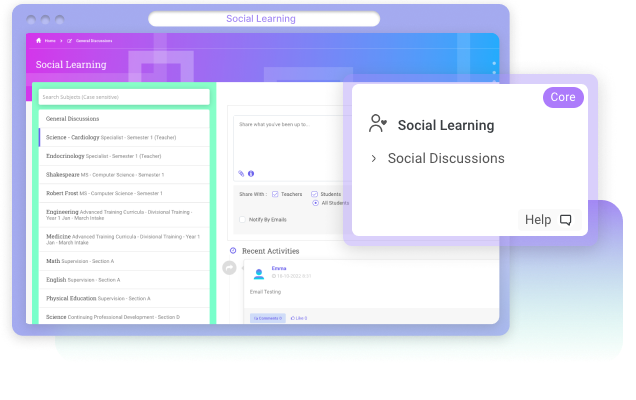 Social Learning
Home > General Discussions
Social Learning
Search Subjects (Case sensitive)
General Discussions
Science - Cardiology Specialist - Semester 1 (Teacher)
Endocrinology Specialist - Semester 1 (Teacher)
Shakespeare MS - Computer Science - Semester 1
Robert Frost MS - Computer Science - Semester 1
Engineering Advanced Training Curricula - Divisional Training -
Year 1 Jan - March Intake
Medicine Advanced Training Curricula - Divisional Training - Year 1
Jan - March Intake
Math Supervision - Section A
English Supervision - Section A
Physical Education Supervision - Section A
Science Continuing Professional Development - Section D
Share what you've been up to...
Share With : Teachers Students
All Students
Notify By Emails
Recent Activities
Emma
Email Testing
Comments 0 Like 0
Core
Social Learning
> Social Discussions
Help